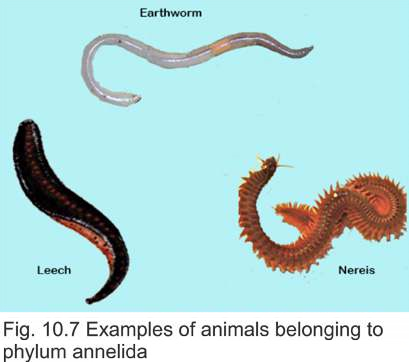 Earthworm
Leech
Nereis
Fig. 10.7 Examples of animals belonging to
phylum annelida